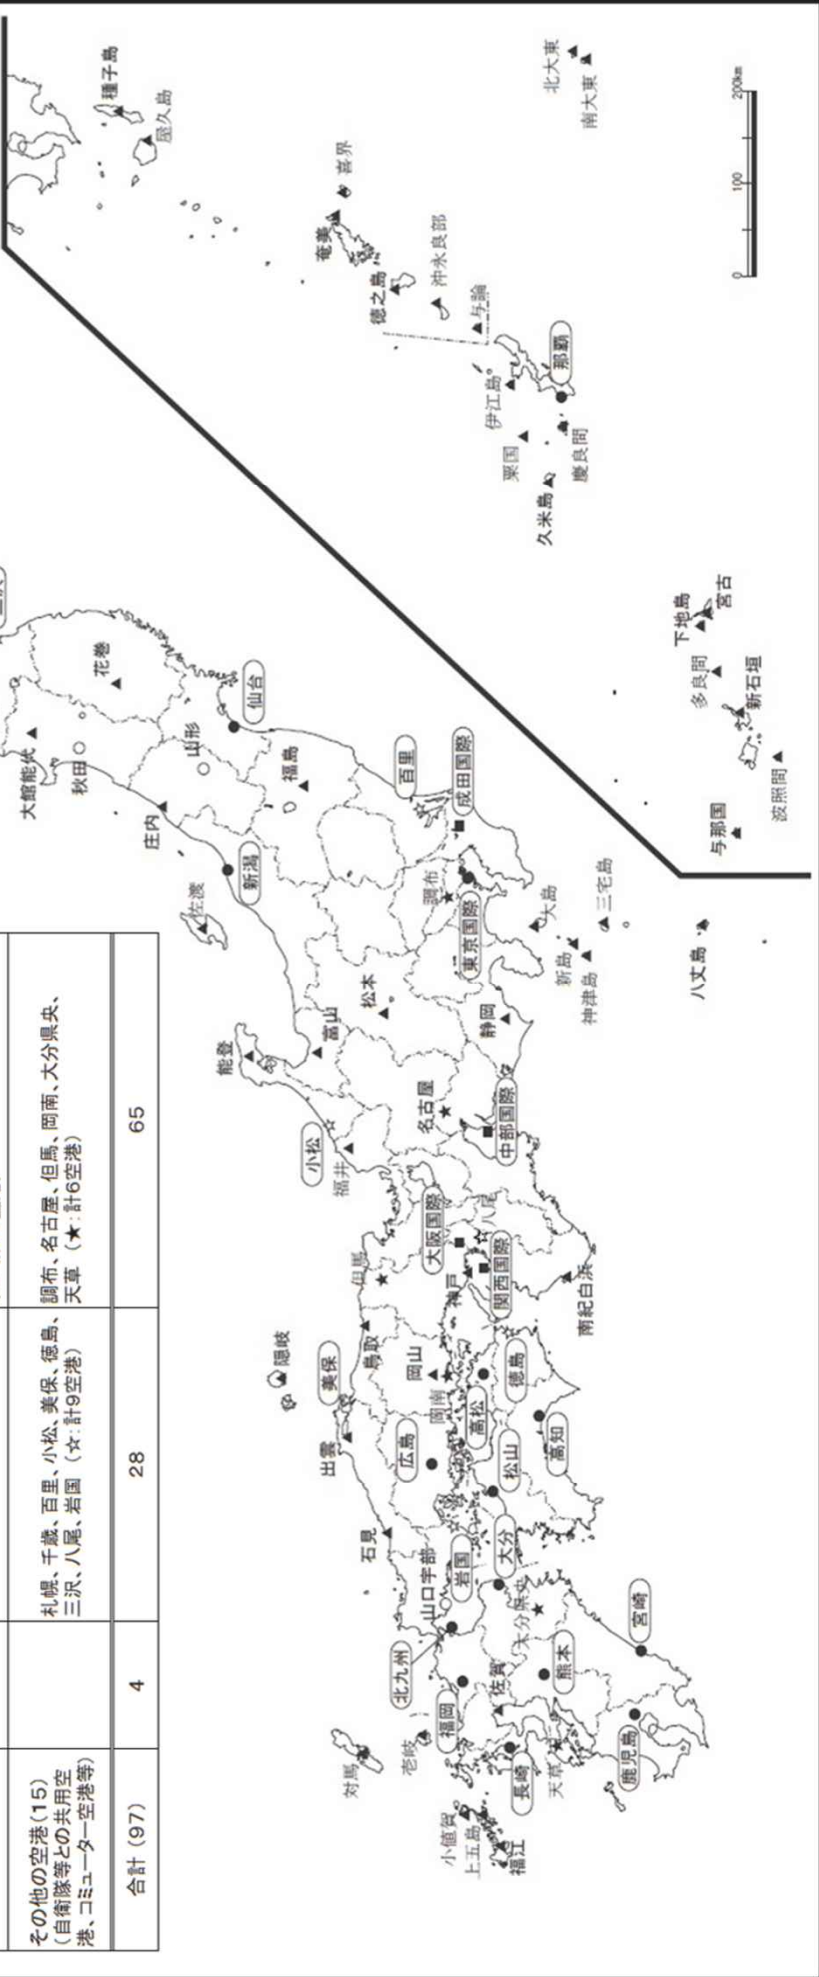 その他の空港(15)
(自衛隊等との共用空
港、コミューター空港等)
札幌、千歳、百里、小松、美保、徳島、
三沢、八尾、岩国 (☆:計9空港)
調布、名古屋、但馬、岡南、大分県央、
天草 (★:計6空港)
合計 (97)
4
28
65
大館能代
秋田
花巻
庄内
山形
仙台
佐渡
新潟
福島
百里
成田国際
調布
東京国際
大島
新島
神津島
三宅島
八丈島
能登
富山
松本
静岡
小松
福井
名古屋
中部国際
但馬
大阪国際
八尾
神戸
関西国際
南紀白浜
隠岐
鳥取
美保
出雲
岡山
岡南
広島
高松
徳島
石見
松山
高知
山口宇部
岩国
大分
北九州
大分県央
宮崎
対馬
壱岐
福岡
佐賀
熊本
小値賀
上五島
福江
長崎
天草
鹿児島
種子島
屋久島
奄美
喜界
徳之島
沖永良部
与論
伊江島
那覇
粟国
慶良間
久米島
北大東
南大東
下地島
宮古
多良間
新石垣
与那国
波照間
0
100
200km